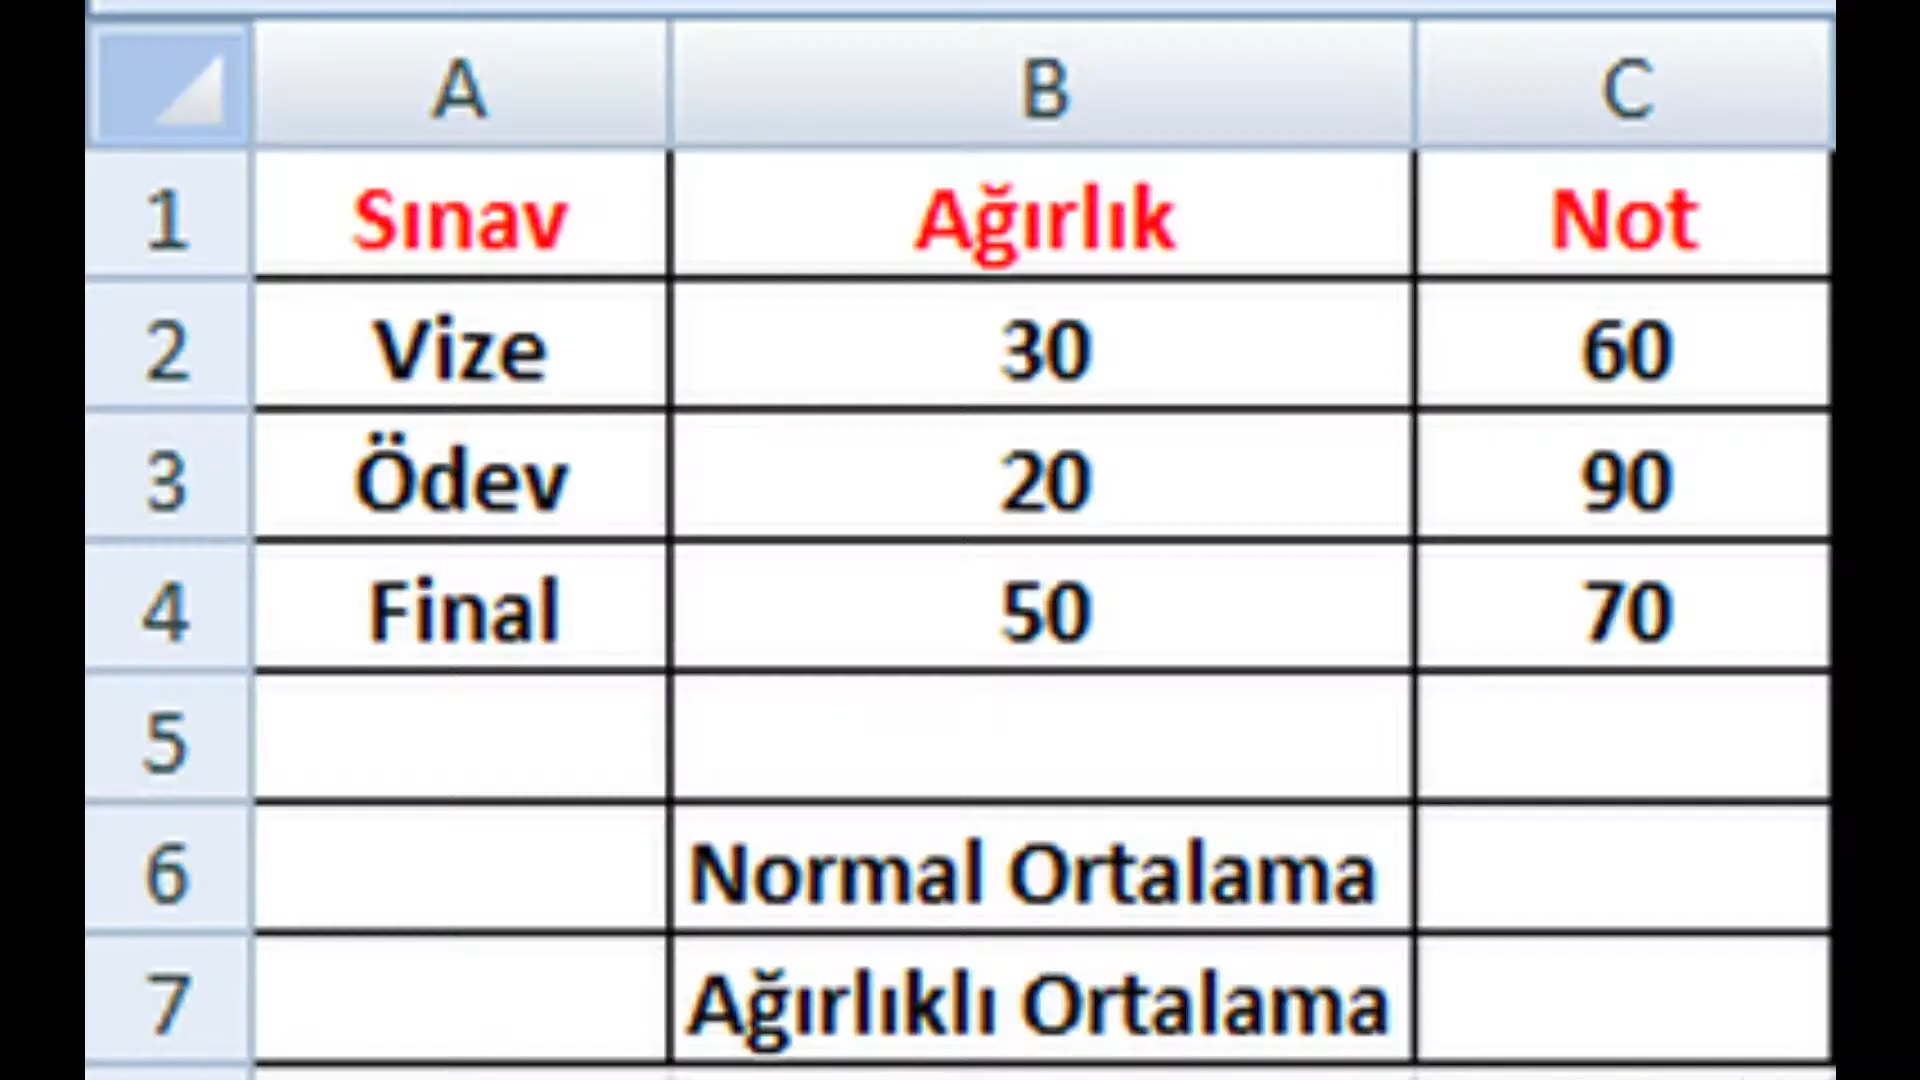 A B C
1 Sınav Ağırlık Not
2 Vize 30 60
3 Ödev 20 90
4 Final 50 70
5
6 Normal Ortalama
7 Ağırlıklı Ortalama